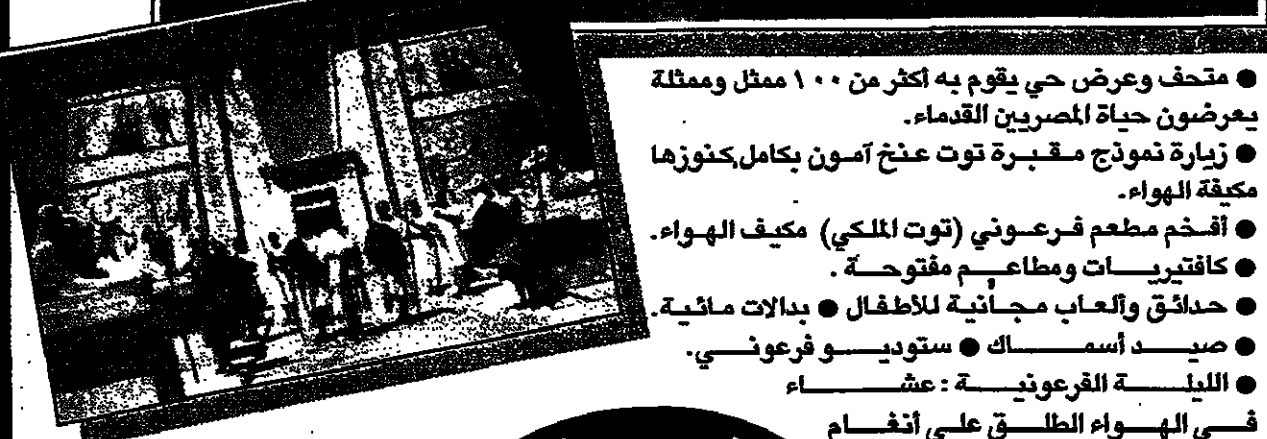 ● متحف وعرض حي يقوم به أكثر من ١٠٠ ممثل وممثلة
يعرضون حياة المصريين القدماء.
● زيارة نموذج مقبرة توت عنخ آمون بكامل كنوزها
مكيفة الهواء.
● أفخم مطعم فرعوني (توت الملكي) مكيف الهواء.
● كافتيريات ومطاعم مفتوحة .
● حدائق وألعاب مجانية للأطفال ● بدالات مائية.
● صيد أسماك ● ستوديو فرعوني.
● الليلة الفرعونية : عشاء
في الهواء الطلق على أنغام